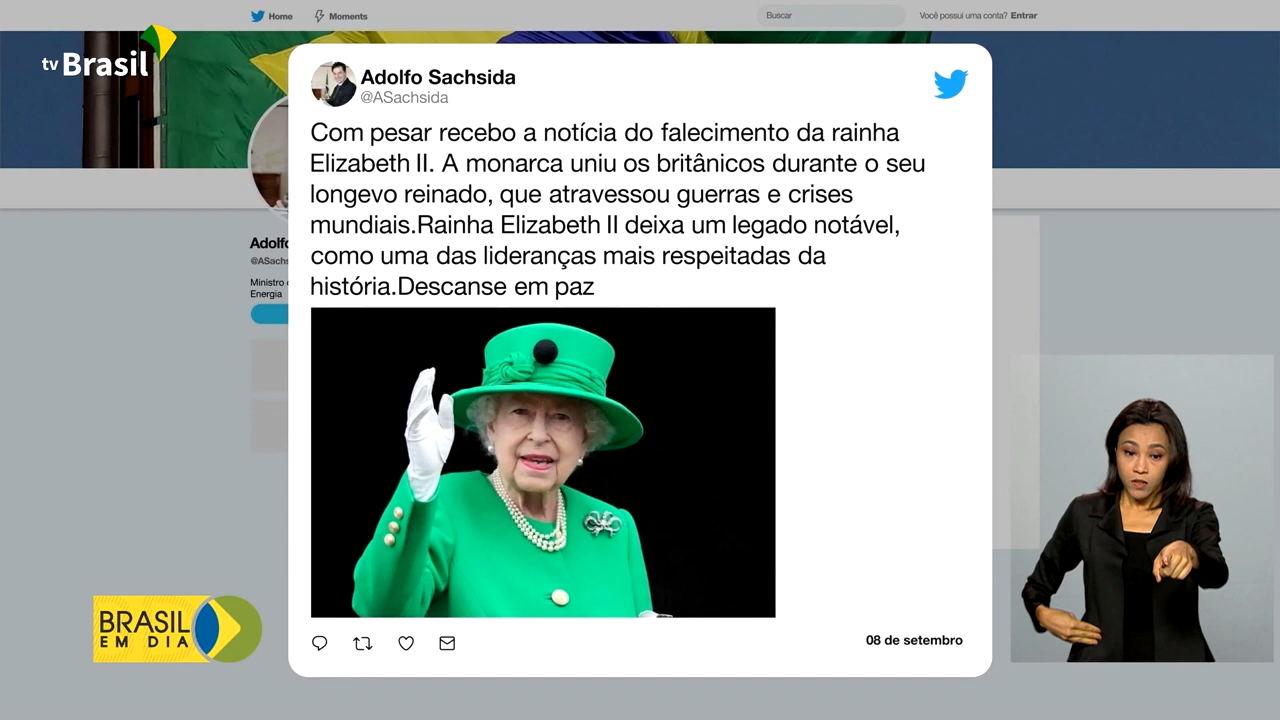 Home
Moments
Buscar
Você possui uma conta? Entrar
tv Brasil
Adolfo Sachsida
@ASachsida
Com pesar recebo a notícia do falecimento da rainha
Elizabeth II. A monarca uniu os britânicos durante o seu
longevo reinado, que atravessou guerras e crises
mundiais.Rainha Elizabeth II deixa um legado notável,
como uma das lideranças mais respeitadas da
história.Descanse em paz
Adolfo
@ASachs
Ministro
Energia
BRASIL
EM DIA
08 de setembro